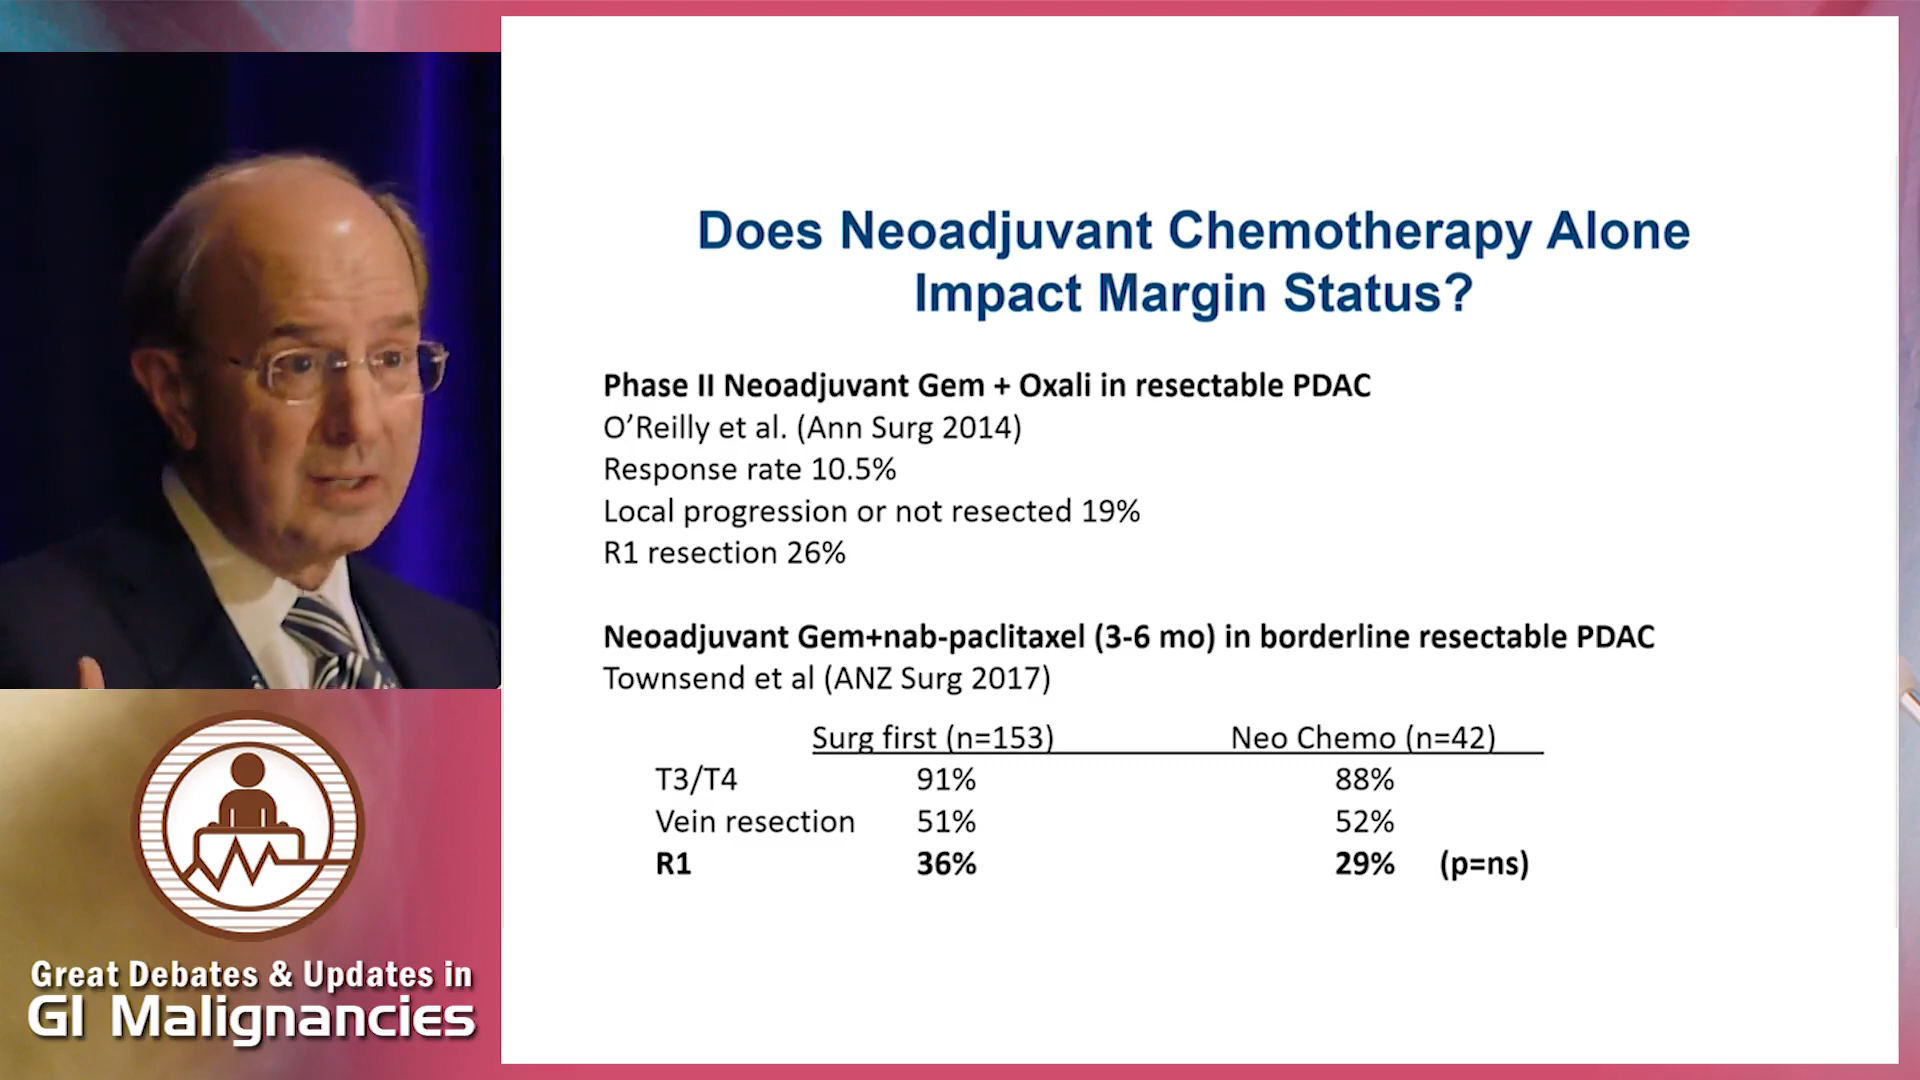 Does Neoadjuvant Chemotherapy Alone
Impact Margin Status?
Phase II Neoadjuvant Gem + Oxali in resectable PDAC
O’Reilly et al. (Ann Surg 2014)
Response rate 10.5%
Local progression or not resected 19%
R1 resection 26%
Neoadjuvant Gem+nab-paclitaxel (3-6 mo) in borderline resectable PDAC
Townsend et al (ANZ Surg 2017)
Surg first (n=153) Neo Chemo (n=42)
T3/T4 91% 88%
Vein resection 51% 52%
R1 36% 29% (p=ns)
Great Debates & Updates in
GI Malignancies